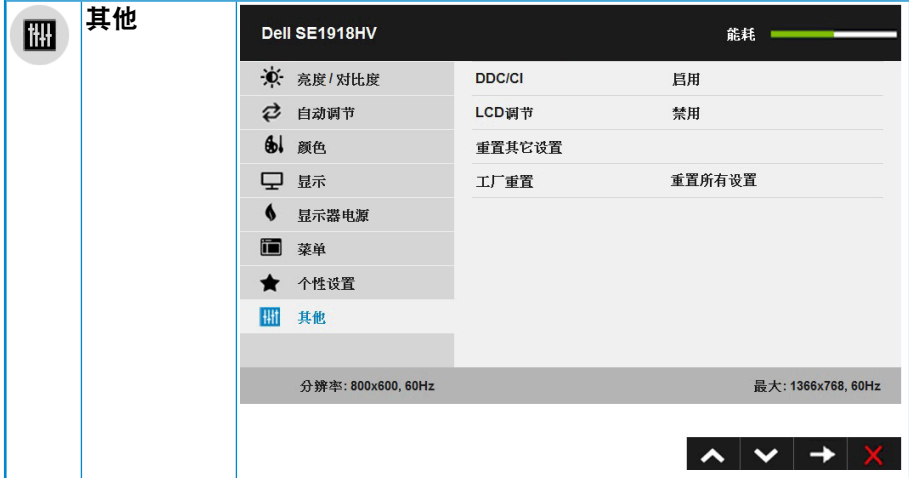 其他
Dell SE1918HV
能耗
亮度 / 对比度
DDC/CI 启用
自动调节
LCD调节 禁用
颜色
重置其它设置
显示
工厂重置 重置所有设置
显示器电源
菜单
个性设置
其他
分辨率: 800x600, 60Hz
最大: 1366x768, 60Hz